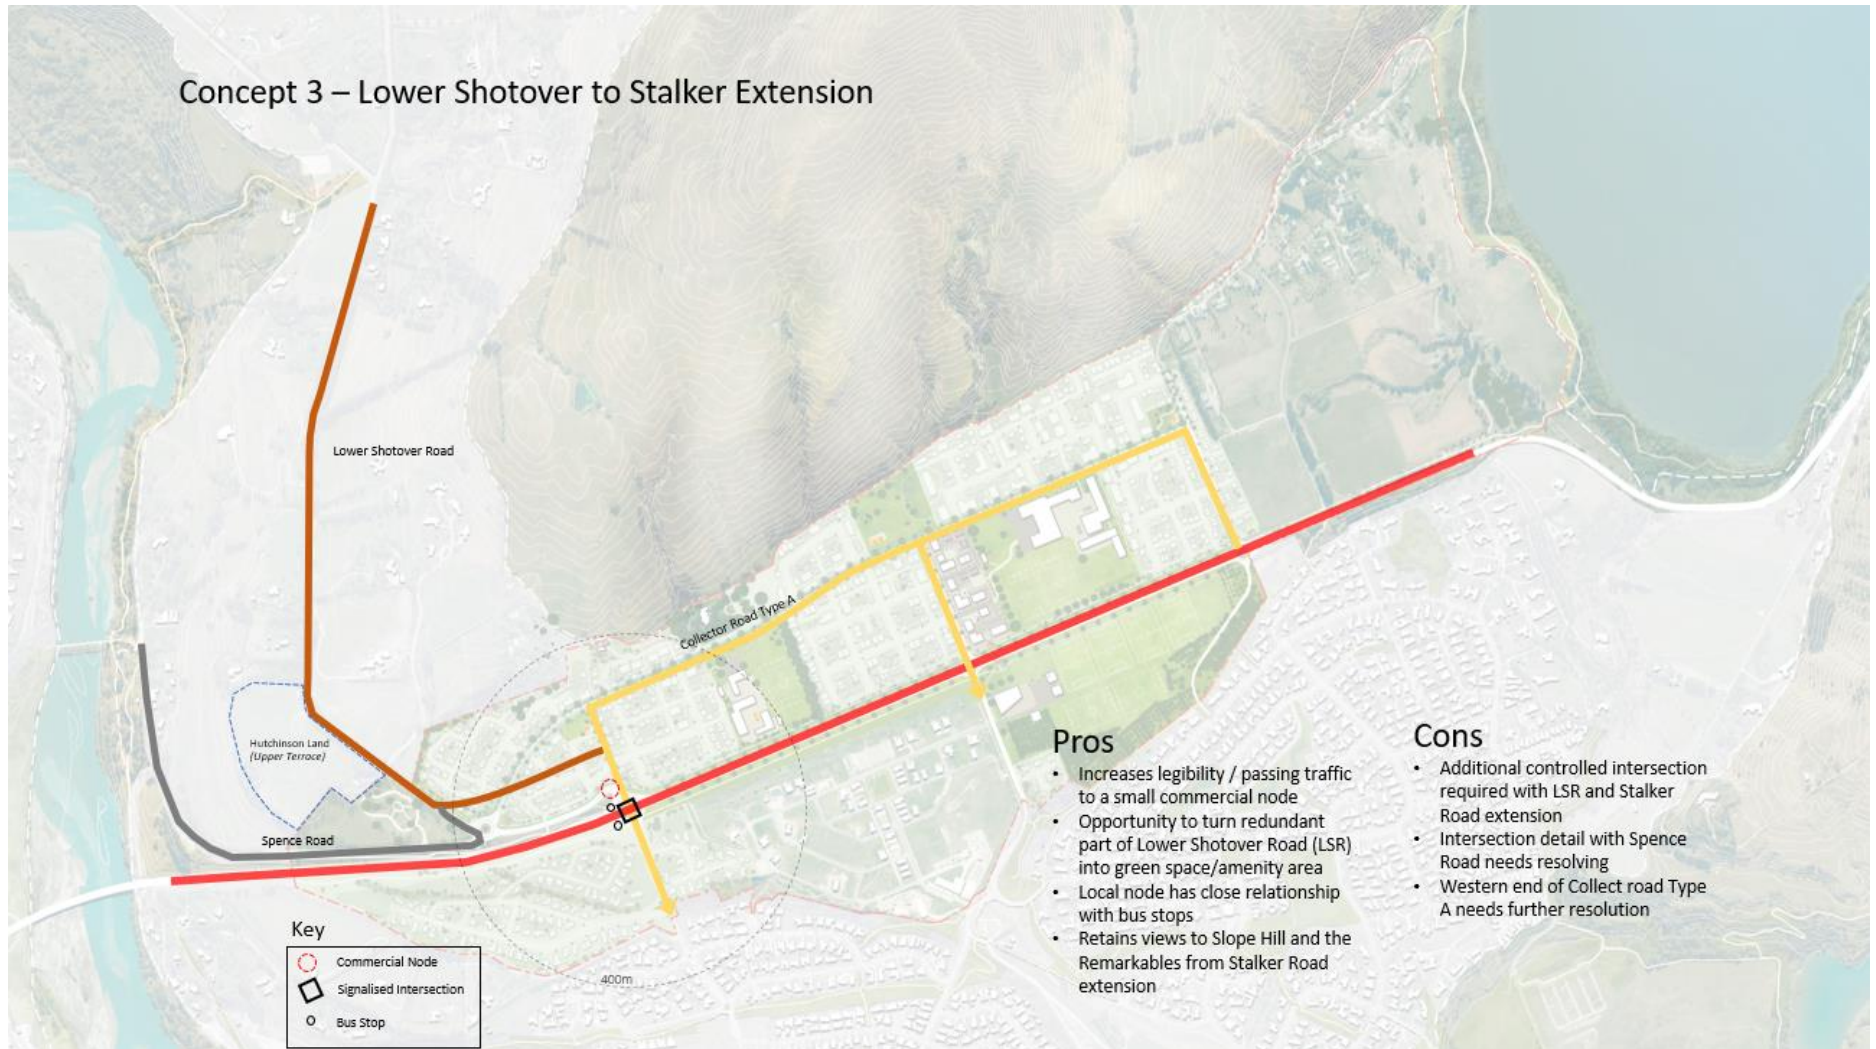 Concept 3 – Lower Shotover to Stalker Extension
Lower Shotover Road
Collector Road Type A
Hutchinson Land
(Upper Terrace)
Spence Road
400m
Key
Commercial Node
Signalised Intersection
Bus Stop
Pros
• Increases legibility / passing traffic
to a small commercial node
• Opportunity to turn redundant
part of Lower Shotover Road (LSR)
into green space/amenity area
• Local node has close relationship
with bus stops
• Retains views to Slope Hill and the
Remarkables from Stalker Road
extension
Cons
• Additional controlled intersection
required with LSR and Stalker
Road extension
• Intersection detail with Spence
Road needs resolving
• Western end of Collect road Type
A needs further resolution